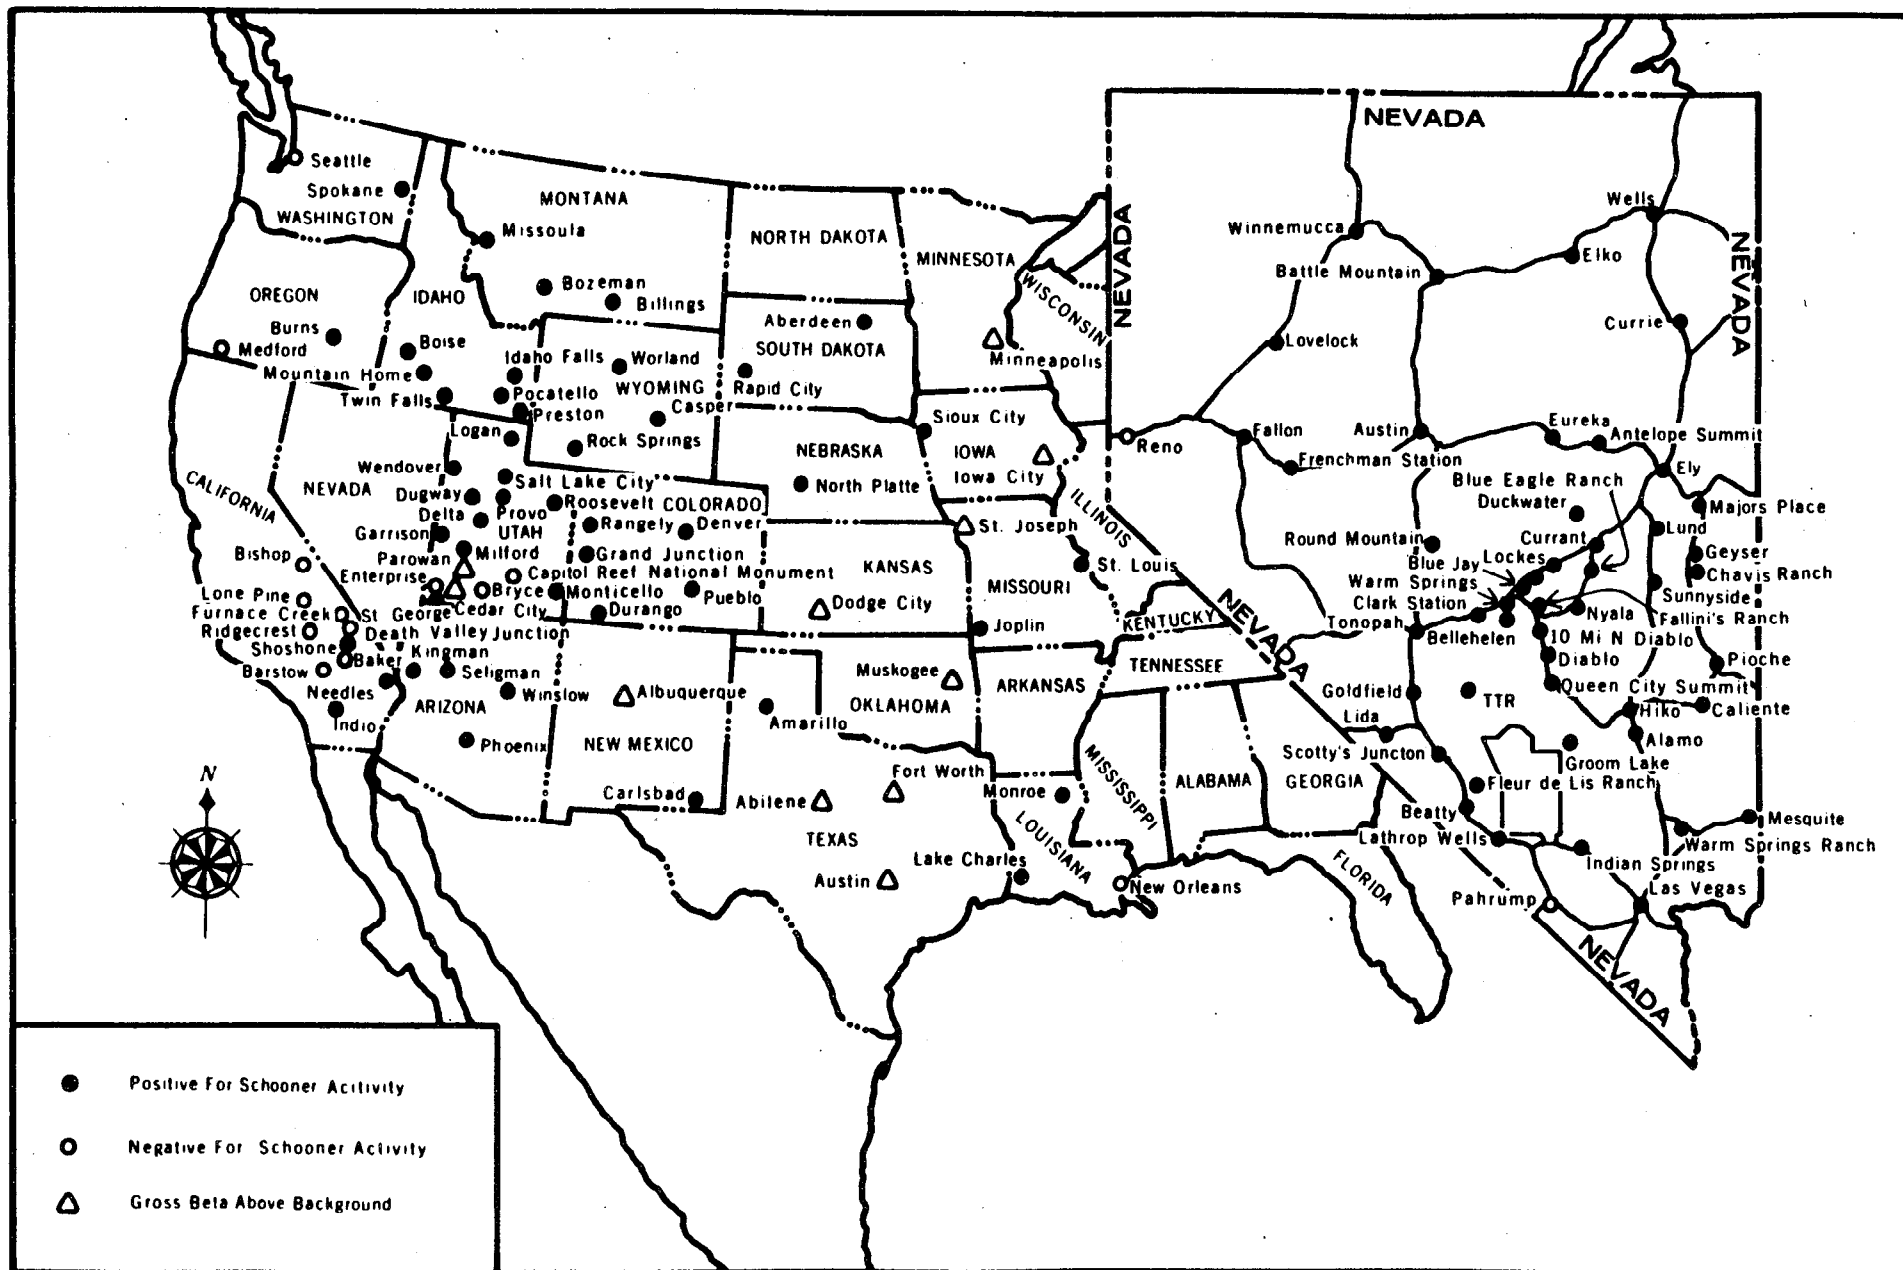 NEVADA
Seattle
Spokane
WASHINGTON
MONTANA
Missoula
Bozeman
Billings
NORTH DAKOTA
MINNESOTA
WISCONSIN
OREGON
IDAHO
Burns
Medford
Boise
Mountain Home
Twin Falls
Idaho Falls
Pocatello
Preston
Worland
WYOMING
Casper
Rock Springs
Aberdeen
SOUTH DAKOTA
Rapid City
Minneapolis
Logan
Wendover
NEVADA
CALIFORNIA
Salt Lake City
Dugway
Provo
Roosevelt
COLORADO
Delta
UTAH
Rangely
Denver
Garrison
Milford
Parowan
Grand Junction
Enterprise
Capitol Reef National Monument
Bryce
Monticello
Pueblo
Cedar City
Durango
St George
Bishop
Lone Pine
Furnace Creek
Ridgecrest
Death Valley Junction
Shoshone
Baker
Kingman
Barstow
Seligman
Needles
Winslow
Indio
ARIZONA
Phoenix
Albuquerque
NEW MEXICO
Carlsbad
NEBRASKA
North Platte
Sioux City
IOWA
Iowa City
ILLINOIS
St. Joseph
KANSAS
MISSOURI
St. Louis
Dodge City
Joplin
KENTUCKY
TENNESSEE
Muskogee
OKLAHOMA
ARKANSAS
Amarillo
Fort Worth
Abilene
TEXAS
Austin
Monroe
LOUISIANA
Lake Charles
New Orleans
MISSISSIPPI
ALABAMA
GEORGIA
FLORIDA
NEVADA
NEVADA
NEVADA
NEVADA
Wells
Winnemucca
Elko
Battle Mountain
Currie
Lovelock
Reno
Fallon
Frenchman Station
Austin
Eureka
Antelope Summit
Ely
Blue Eagle Ranch
Duckwater
Majors Place
Lund
Round Mountain
Currant
Geyser
Blue Jay
Lockes
Chavis Ranch
Warm Springs
Sunnyside
Clark Station
Nyala
Fallini's Ranch
Tonopah
Bellehelen
10 Mi N Diablo
Diablo
Pioche
Queen City Summit
Goldfield
TTR
Hiko
Caliente
Lida
Alamo
Scotty's Juncton
Groom Lake
Fleur de Lis Ranch
Beatty
Mesquite
Lathrop Wells
Warm Springs Ranch
Indian Springs
Las Vegas
Pahrump
N
Positive For Schooner Acitivity
Negative For Schooner Activity
Gross Beta Above Background